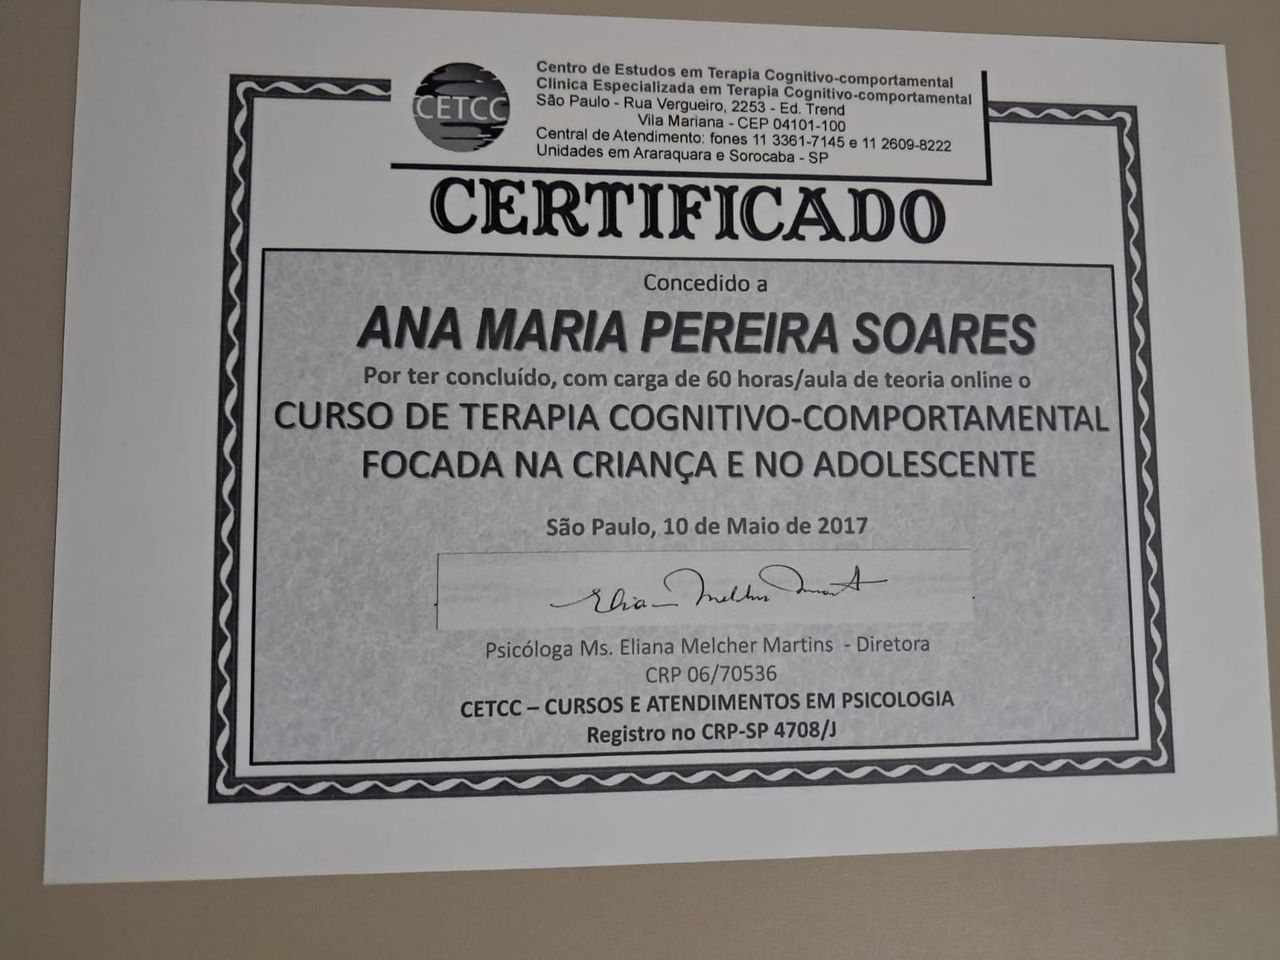 CETCC
Centro de Estudos em Terapia Cognitivo-comportamental
Clinica Especializada em Terapia Cognitivo-comportamental
São Paulo - Rua Vergueiro, 2253 - Ed. Trend
Vila Mariana - CEP 04101-100
Central de Atendimento: fones 11 3361-7145 e 11 2609-8222
Unidades em Araraquara e Sorocaba - SP
CERTIFICADO
Concedido a
ANA MARIA PEREIRA SOARES
Por ter concluído, com carga de 60 horas/aula de teoria online o
CURSO DE TERAPIA COGNITIVO-COMPORTAMENTAL
FOCADA NA CRIANÇA E NO ADOLESCENTE
São Paulo, 10 de Maio de 2017
Psicóloga Ms. Eliana Melcher Martins - Diretora
CRP 06/70536
CETCC – CURSOS E ATENDIMENTOS EM PSICOLOGIA
Registro no CRP-SP 4708/J